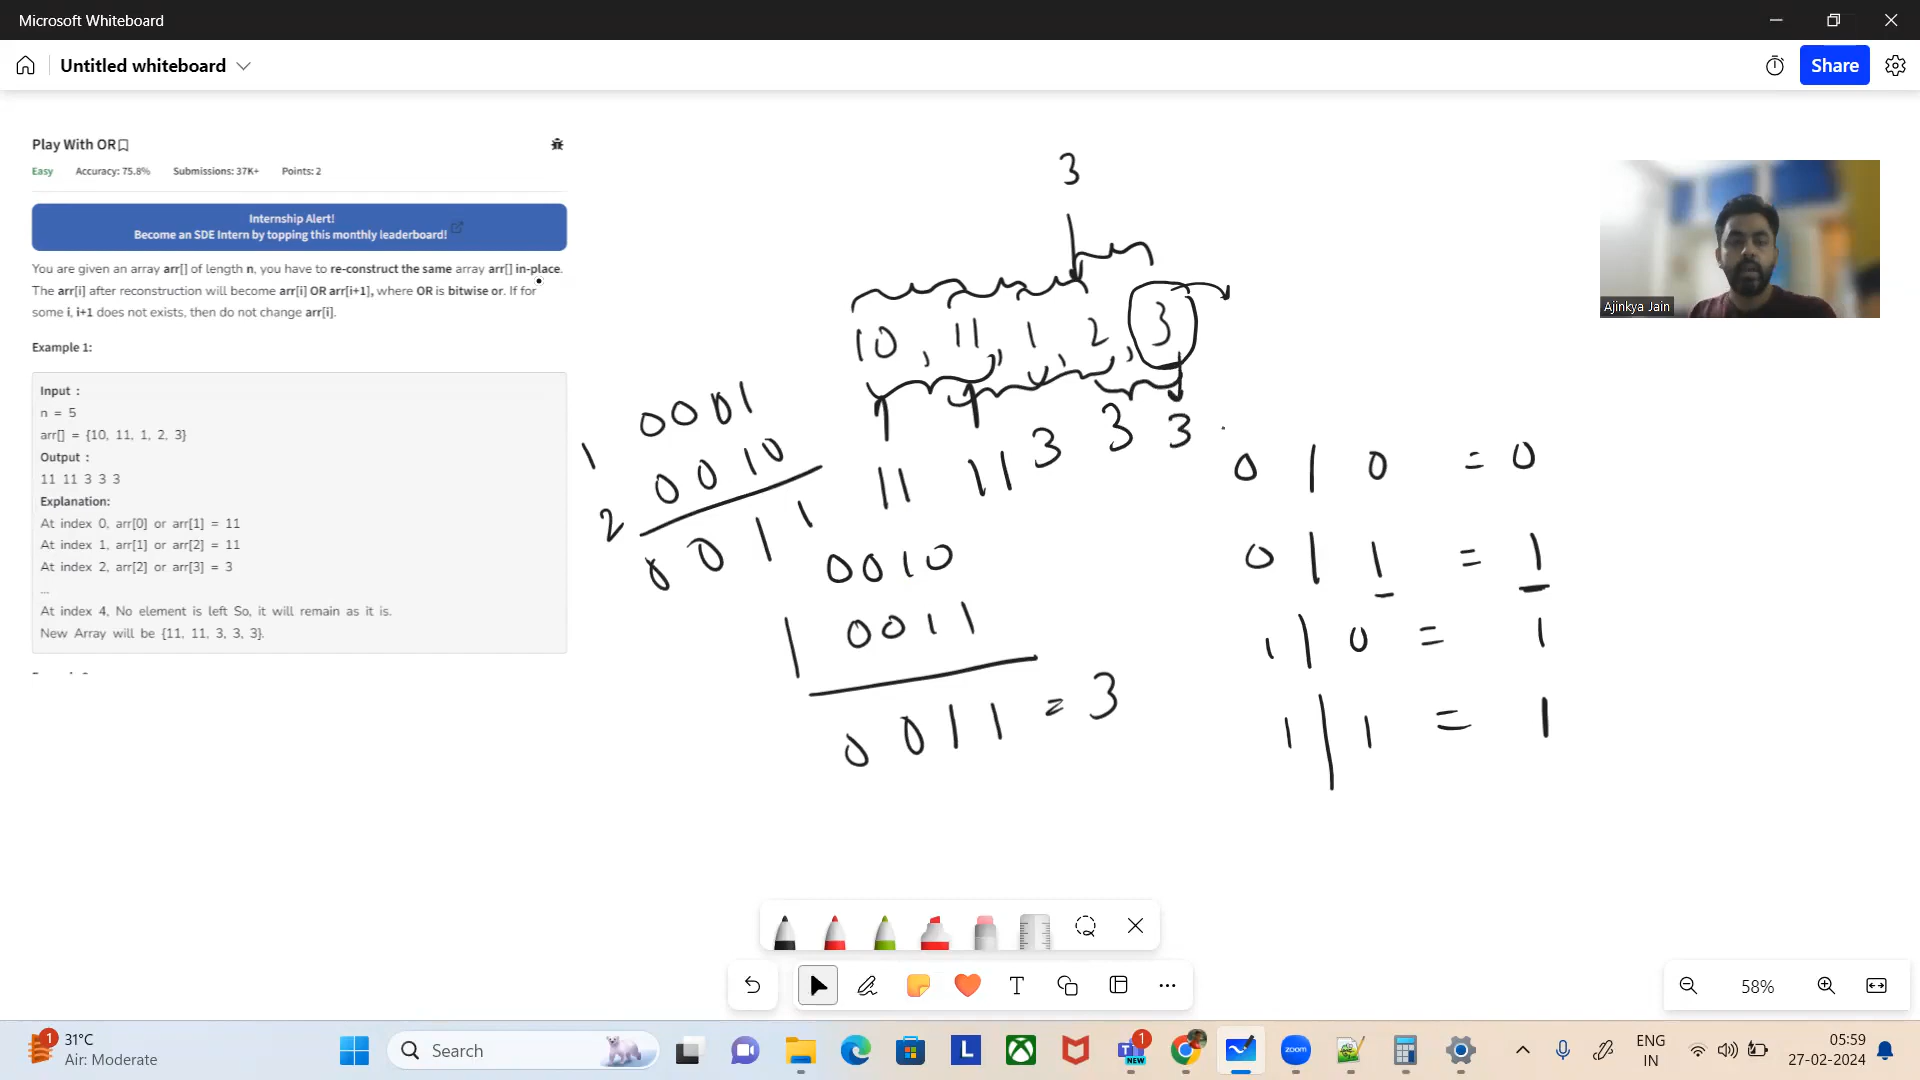 Microsoft Whiteboard
Untitled whiteboard
Share
Play With OR
Easy Accuracy: 75.8% Submissions: 37K+ Points: 2
Internship Alert!
Become an SDE Intern by topping this monthly leaderboard!
You are given an array arr[] of length n, you have to re-construct the same array arr[] in-place.
The arr[i] after reconstruction will become arr[i] OR arr[i+1], where OR is bitwise or. If for
some i, i+1 does not exists, then do not change arr[i].
Example 1:
Input :
n = 5
arr[] = {10, 11, 1, 2, 3}
Output :
11 11 3 3 3
Explanation:
At index 0, arr[0] or arr[1] = 11
At index 1, arr[1] or arr[2] = 11
At index 2, arr[2] or arr[3] = 3
...
At index 4, No element is left So, it will remain as it is.
New Array will be {11, 11, 3, 3, 3}.
3
10, 11, 1, 2, 3
11 11 3 3 3
1 0001
2 0010
0011
0010
| 0011
0011 = 3
0 | 0 = 0
0 | 1 = 1
1 | 0 = 1
1 | 1 = 1
Ajinkya Jain
58%
1
31°C
Air: Moderate
Search
L
1
NEW
zoom
ENG
IN
05:59
27-02-2024